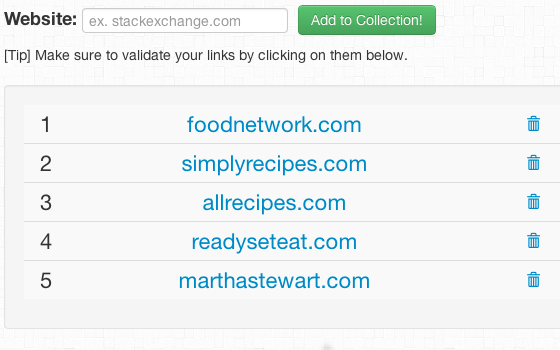 Website: ex. stackexchange.com Add to Collection!
[Tip] Make sure to validate your links by clicking on them below.
1 foodnetwork.com
2 simplyrecipes.com
3 allrecipes.com
4 readyseteat.com
5 marthastewart.com